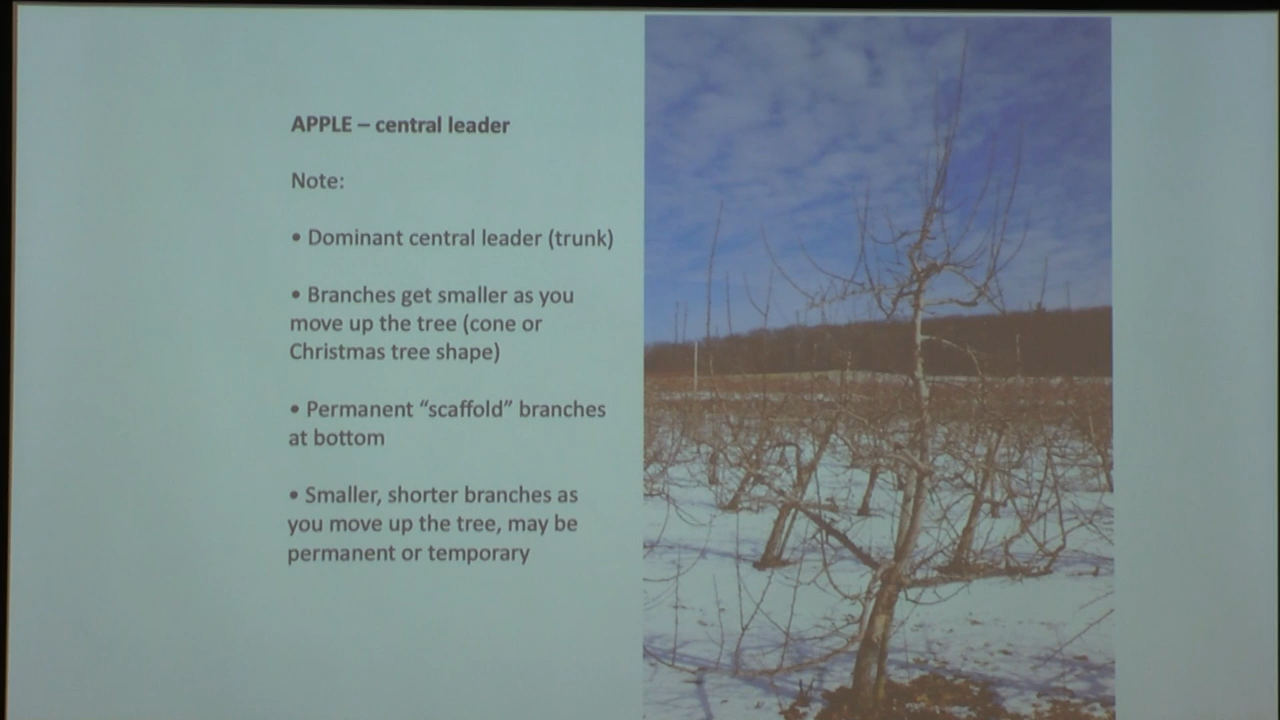 APPLE – central leader
Note:
• Dominant central leader (trunk)
• Branches get smaller as you
move up the tree (cone or
Christmas tree shape)
• Permanent “scaffold” branches
at bottom
• Smaller, shorter branches as
you move up the tree, may be
permanent or temporary